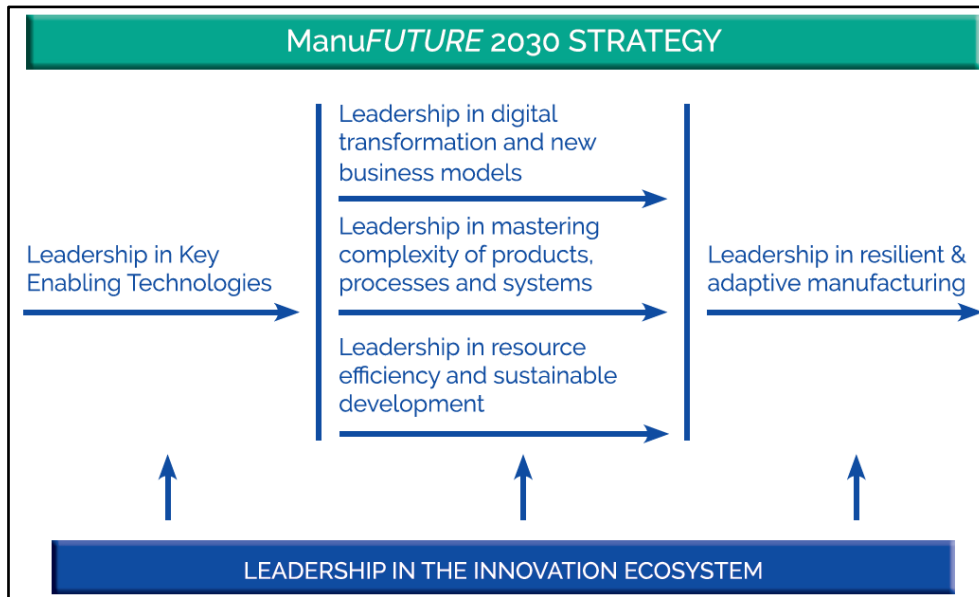 ManuFUTURE 2030 STRATEGY
Leadership in Key
Enabling Technologies
Leadership in digital
transformation and new
business models
Leadership in mastering
complexity of products,
processes and systems
Leadership in resource
efficiency and sustainable
development
Leadership in resilient &
adaptive manufacturing
LEADERSHIP IN THE INNOVATION ECOSYSTEM